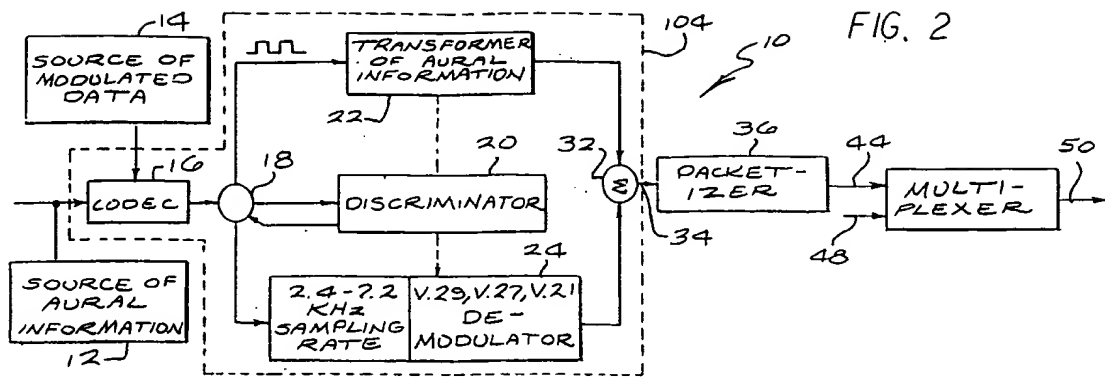 FIG. 2
10
104
14
SOURCE OF
MODULATED
DATA
TRANSFORMER
OF AURAL
INFORMATION
22
16
CODEC
18
20
DISCRIMINATOR
32
Σ
34
36
PACKET-
IZER
44
48
MULTI-
PLEXER
50
SOURCE OF
AURAL
INFORMATION
12
2.4-7.2
KHz
SAMPLING
RATE
24
V.29, V.27, V.21
DE-
MODULATOR